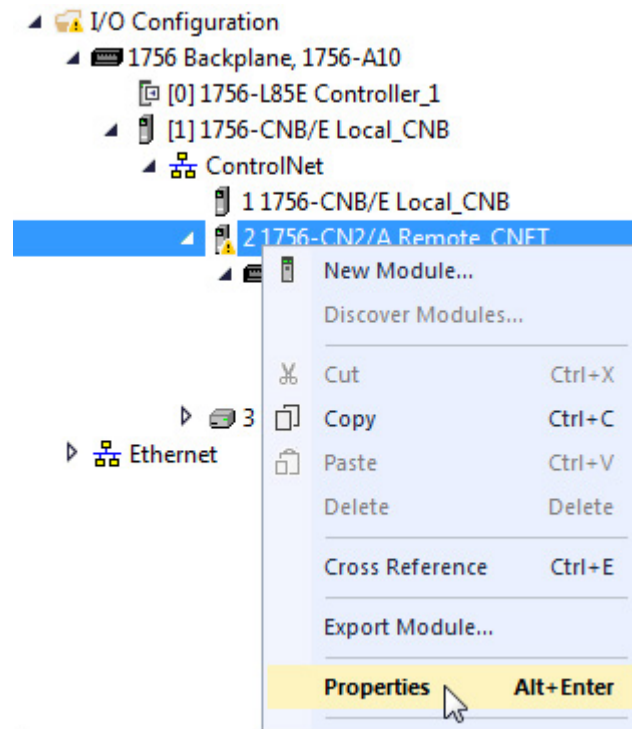 I/O Configuration
1756 Backplane, 1756-A10
[0] 1756-L85E Controller_1
[1] 1756-CNB/E Local_CNB
ControlNet
1 1756-CNB/E Local_CNB
2 1756-CN2/A Remote_CNET
New Module...
Discover Modules...
Cut Ctrl+X
3 Copy Ctrl+C
Ethernet Paste Ctrl+V
Delete Delete
Cross Reference Ctrl+E
Export Module...
Properties Alt+Enter